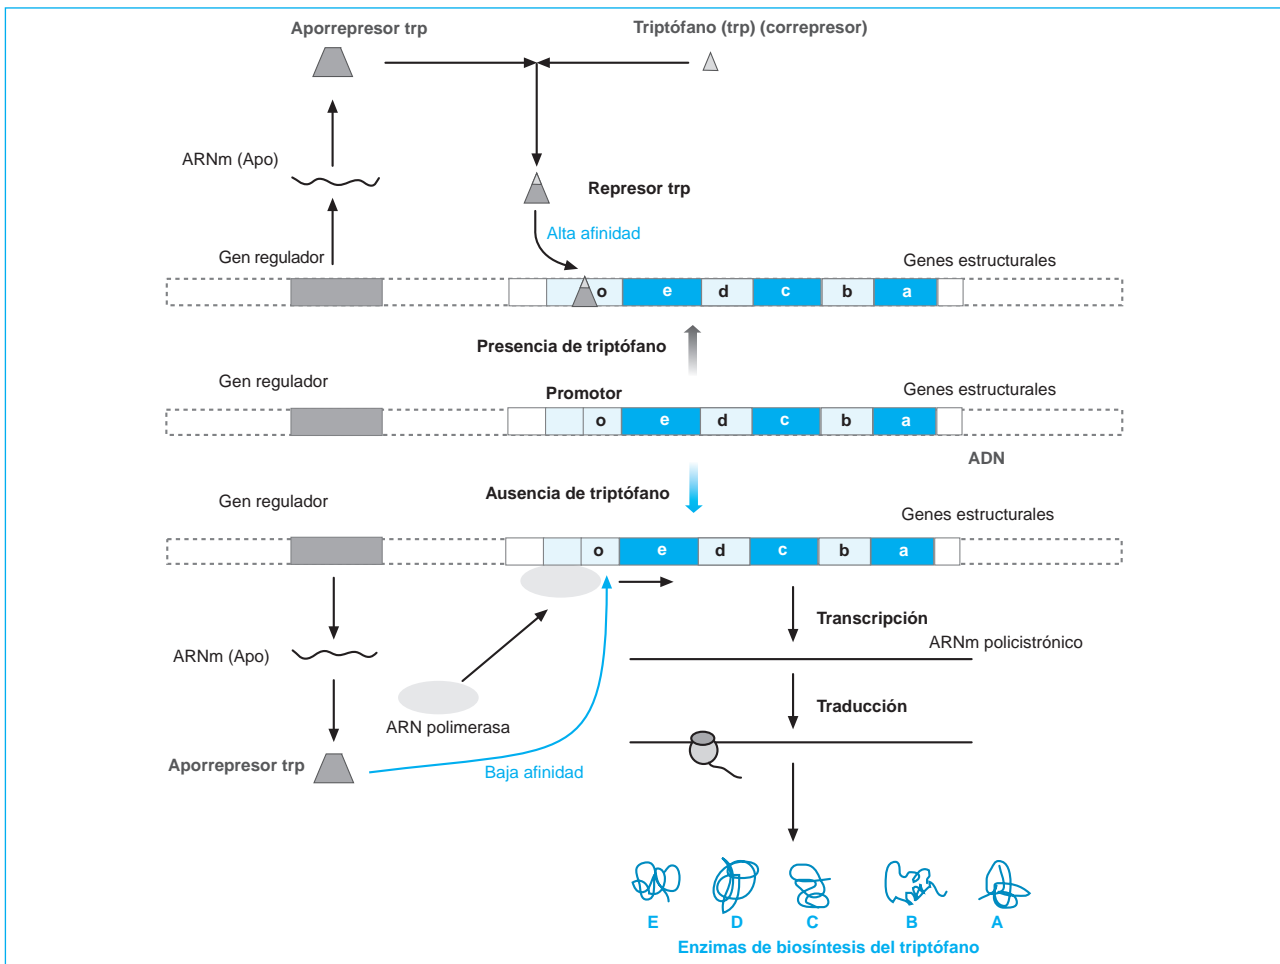 Aporrepresor trp
Triptófano (trp) (correpresor)
ARNm (Apo)
Represor trp
Alta afinidad
Gen regulador
Genes estructurales
o e d c b a
Presencia de triptófano
Gen regulador
Promotor
Genes estructurales
o e d c b a
ADN
Ausencia de triptófano
Gen regulador
Genes estructurales
o e d c b a
Transcripción
ARNm policistrónico
ARNm (Apo)
Traducción
ARN polimerasa
Aporrepresor trp
Baja afinidad
E D C B A
Enzimas de biosíntesis del triptófano